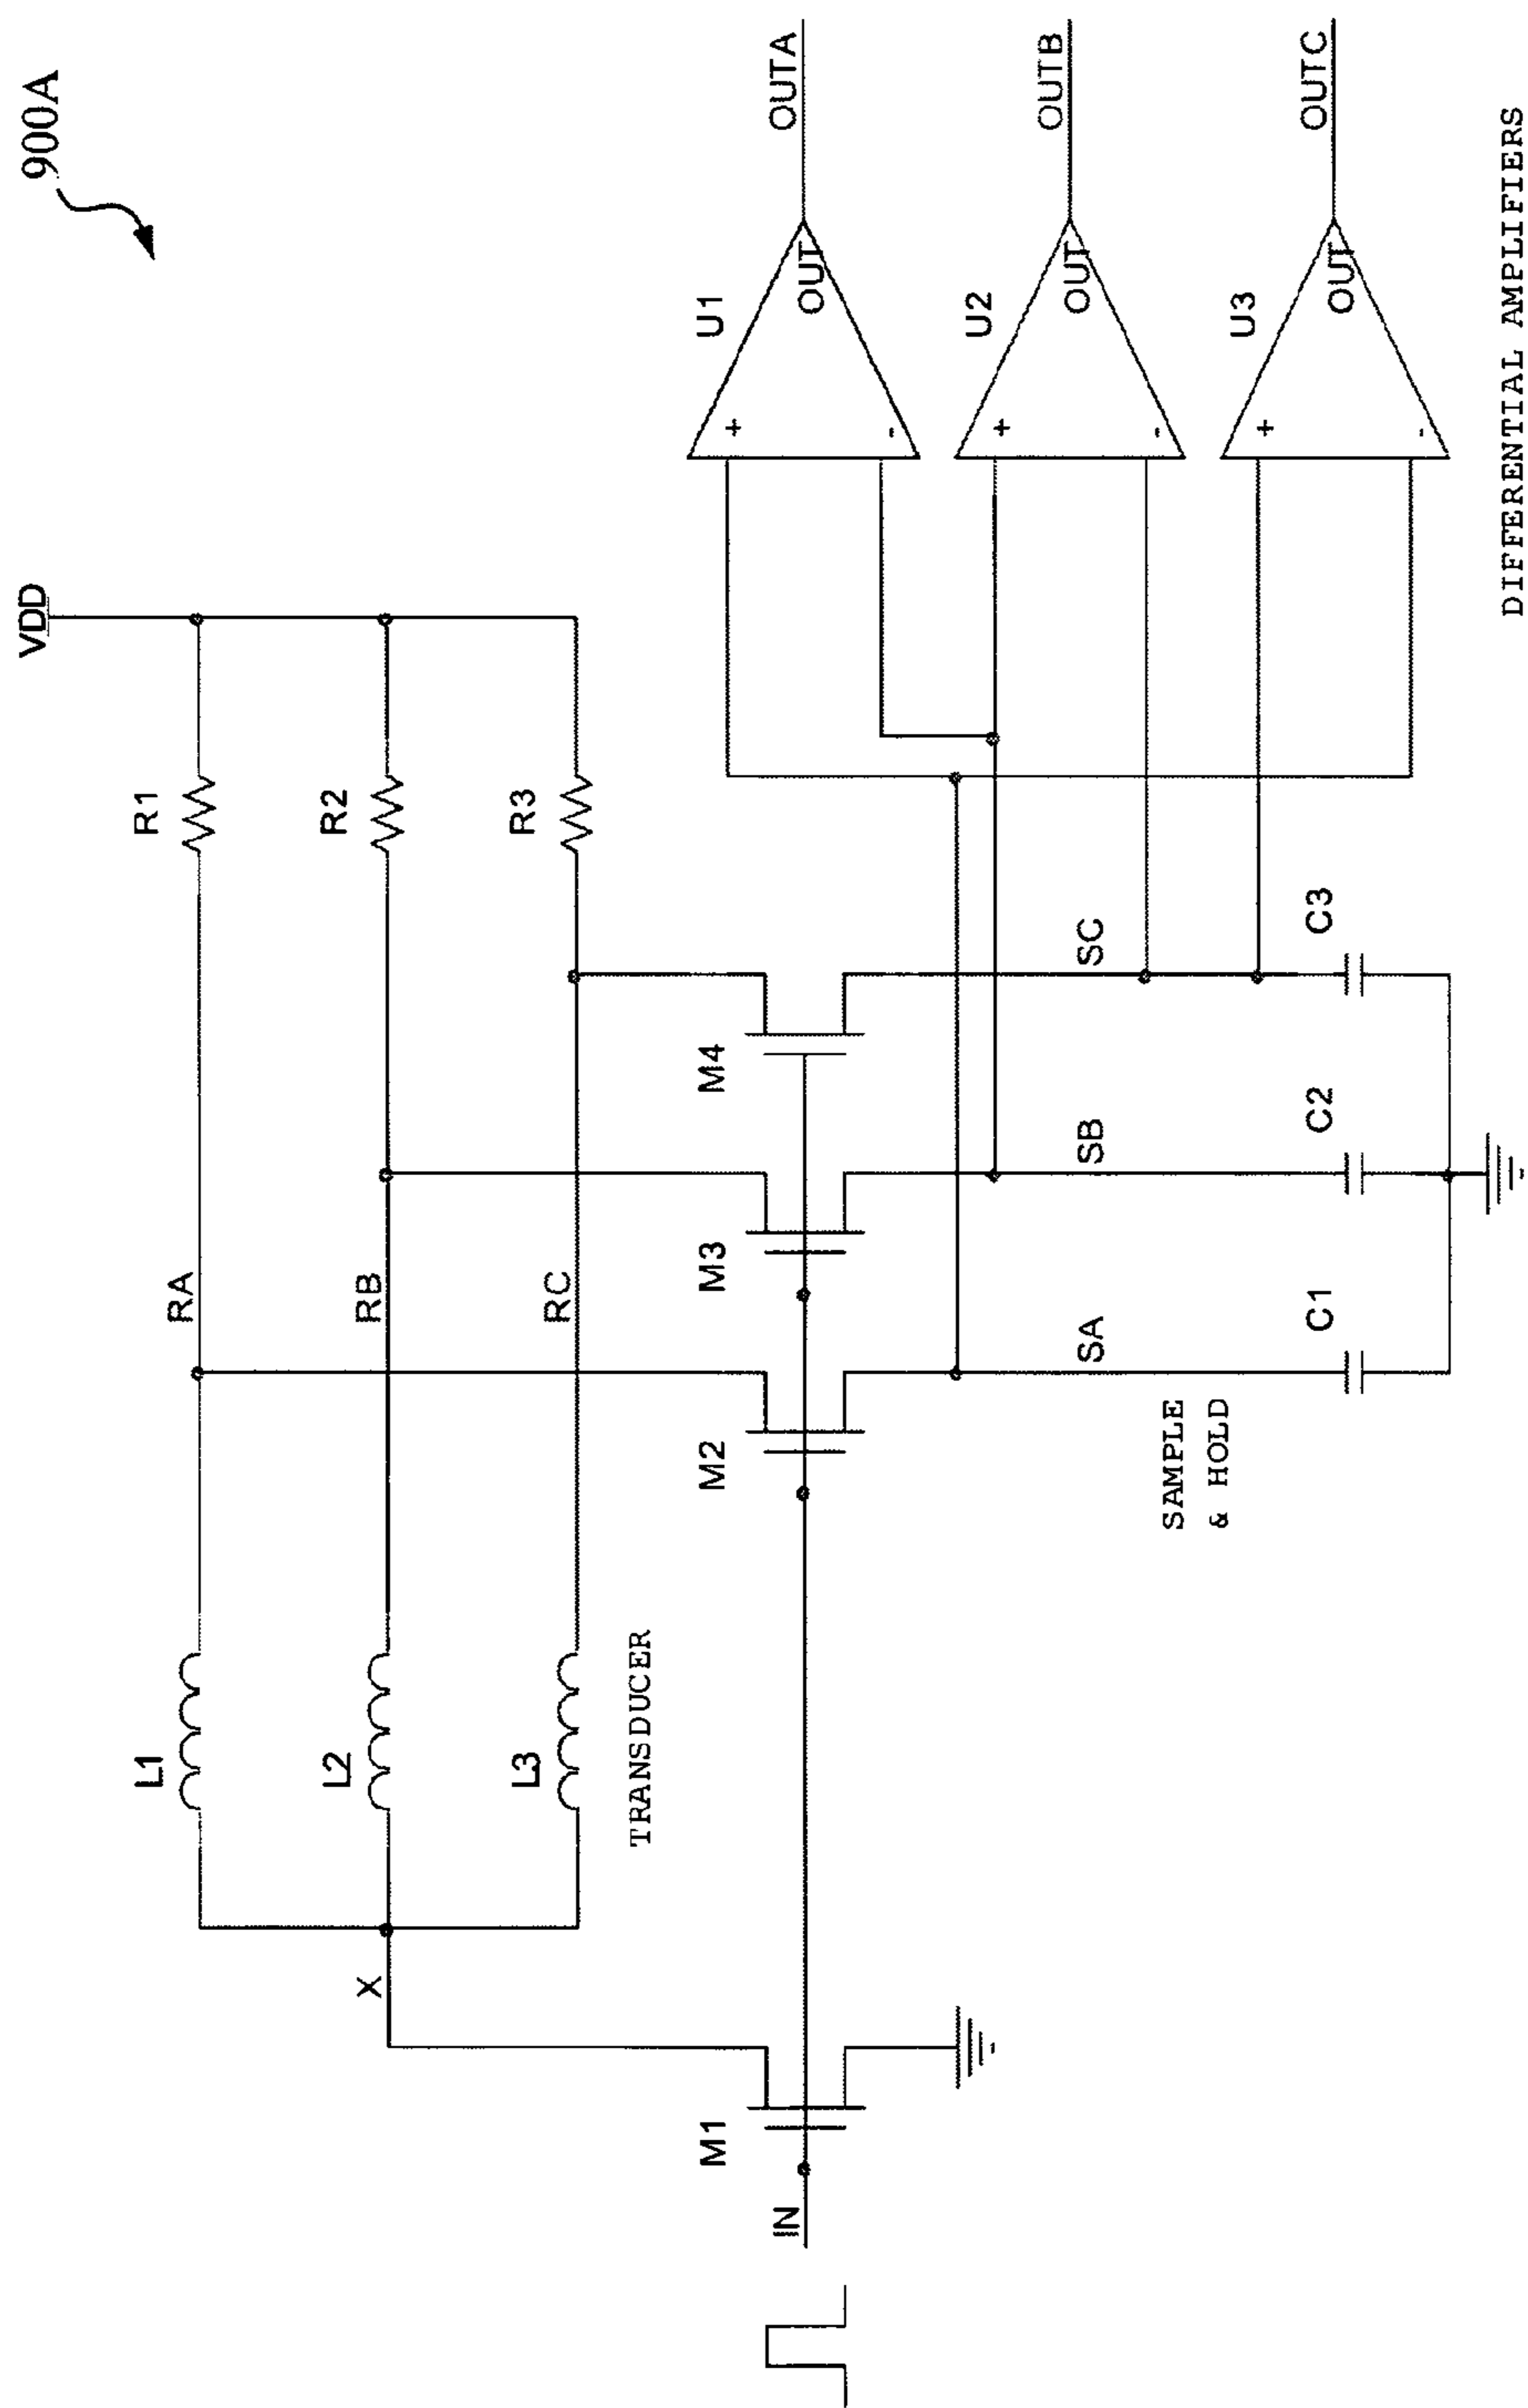 900A
VDD
R1
R2
R3
RA
RB
RC
L1
L2
L3
X
TRANSDUCER
IN
M1
M2
M3
M4
SA
SB
SC
SAMPLE
& HOLD
C1
C2
C3
U1
+
-
OUT
OUTA
U2
+
-
OUT
OUTB
U3
+
-
OUT
OUTC
DIFFERENTIAL AMPLIFIERS